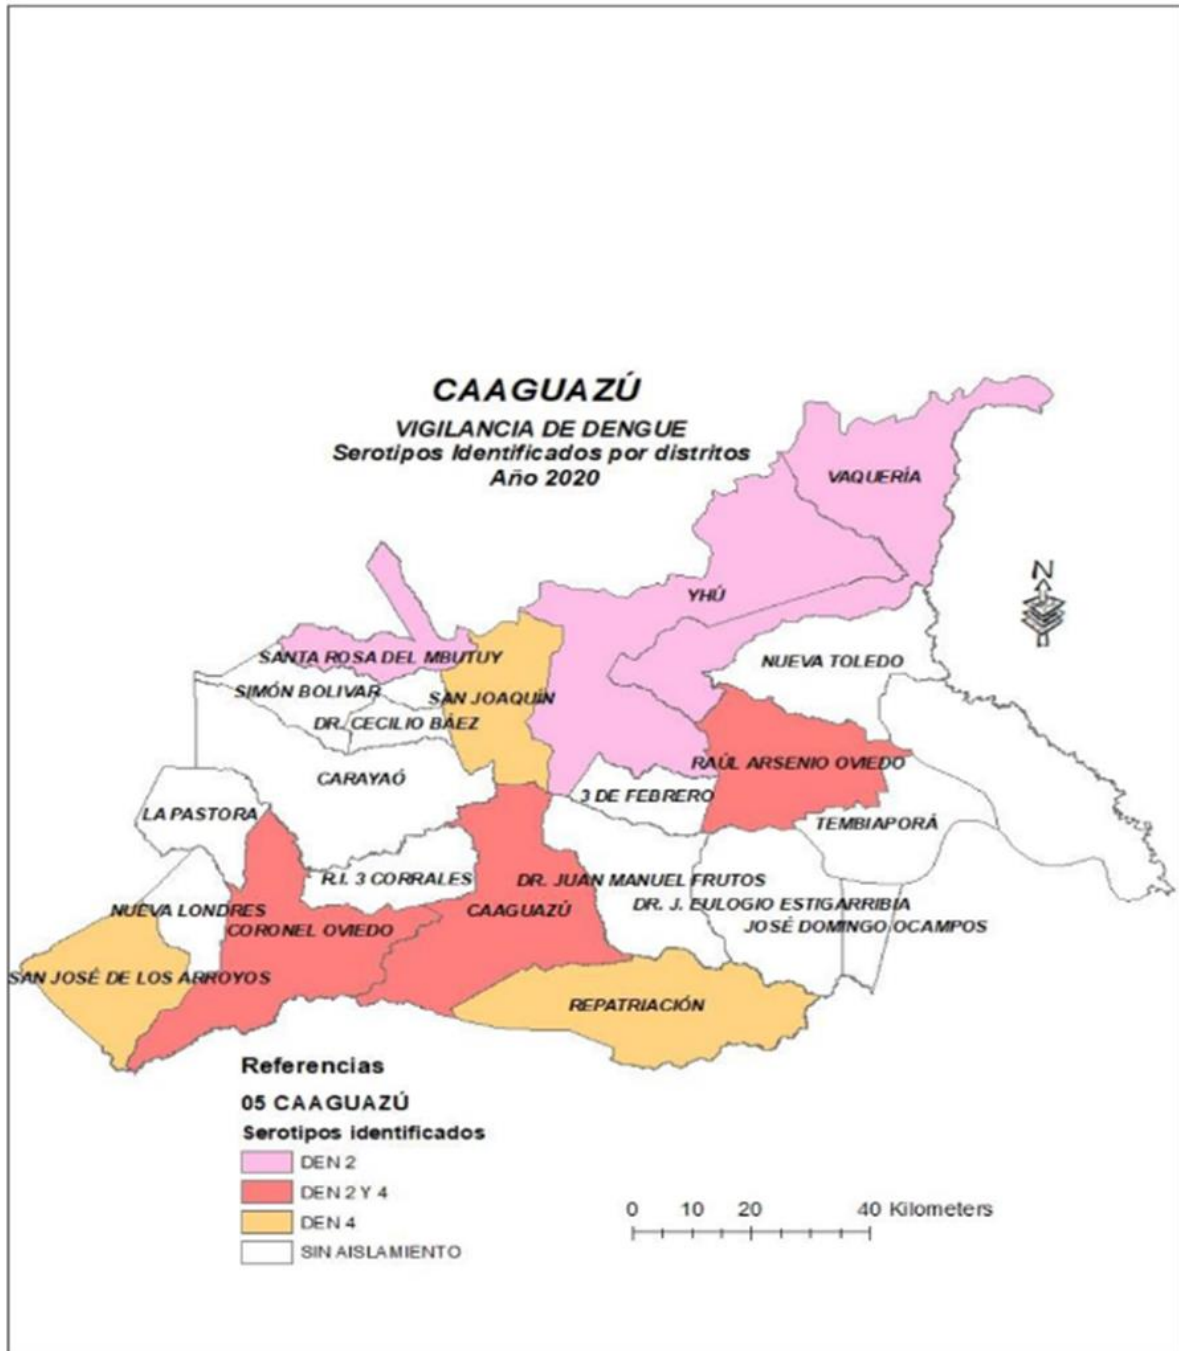 CAAGUAZÚ
VIGILANCIA DE DENGUE
Serotipos Identificados por distritos
Año 2020
VAQUERÍA
N
YHÚ
SANTA ROSA DEL MBUTUY
NUEVA TOLEDO
SIMÓN BOLIVAR
SAN JOAQUÍN
DR. CECILIO BÁEZ
RAÚL ARSENIO OVIEDO
CARAYAÓ
3 DE FEBRERO
LA PASTORA
TEMBIAPORÁ
R.I. 3 CORRALES
DR. JUAN MANUEL FRUTOS
DR. J. EULOGIO ESTIGARRIBIA
NUEVA LONDRES
CAAGUAZÚ
CORONEL OVIEDO
JOSÉ DOMINGO OCAMPOS
SAN JOSÉ DE LOS ARROYOS
REPATRIACIÓN
Referencias
05 CAAGUAZÚ
Serotipos identificados
DEN 2
DEN 2 Y 4
DEN 4
SIN AISLAMIENTO
0 10 20 40 Kilometers